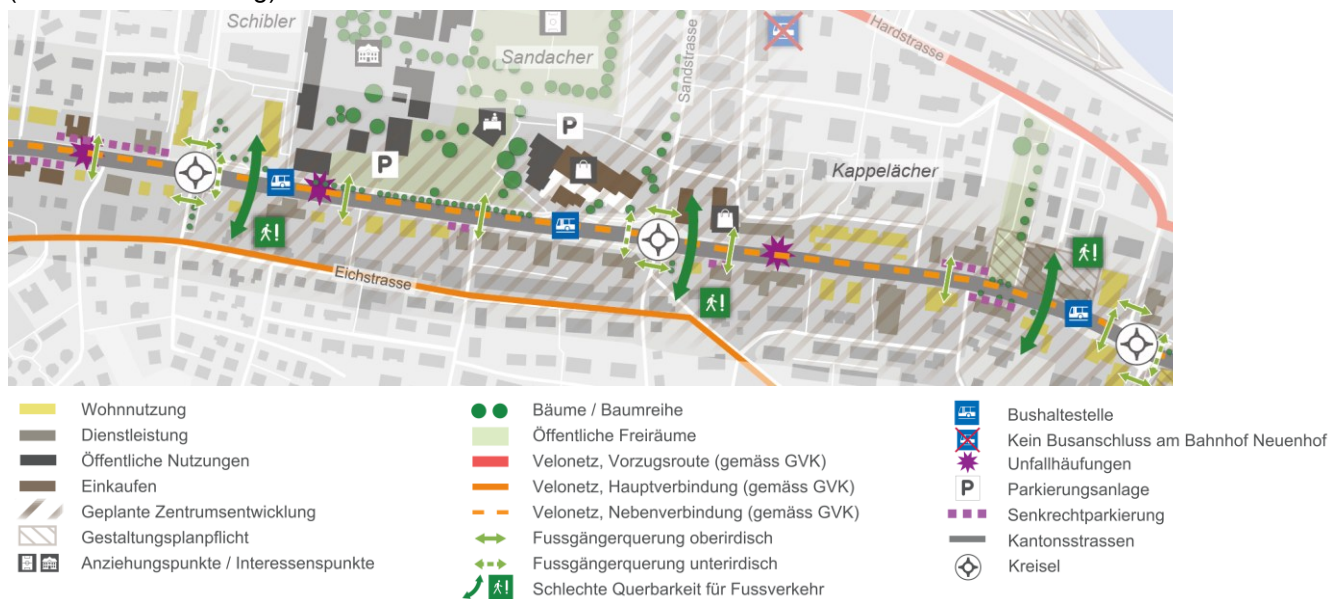 Schibler
Sandacher
Sandstrasse
Hardstrasse
P
P
Kappelächer
Eichstrasse
Wohnnutzung
Dienstleistung
Öffentliche Nutzungen
Einkaufen
Geplante Zentrumsentwicklung
Gestaltungsplanpflicht
Anziehungspunkte / Interessenspunkte
Bäume / Baumreihe
Öffentliche Freiräume
Velonetz, Vorzugsroute (gemäss GVK)
Velonetz, Hauptverbindung (gemäss GVK)
Velonetz, Nebenverbindung (gemäss GVK)
Fussgängerquerung oberirdisch
Fussgängerquerung unterirdisch
Schlechte Querbarkeit für Fussverkehr
Bushaltestelle
Kein Busanschluss am Bahnhof Neuenhof
Unfallhäufungen
P Parkierungsanlage
Senkrechtparkierung
Kantonsstrassen
Kreisel